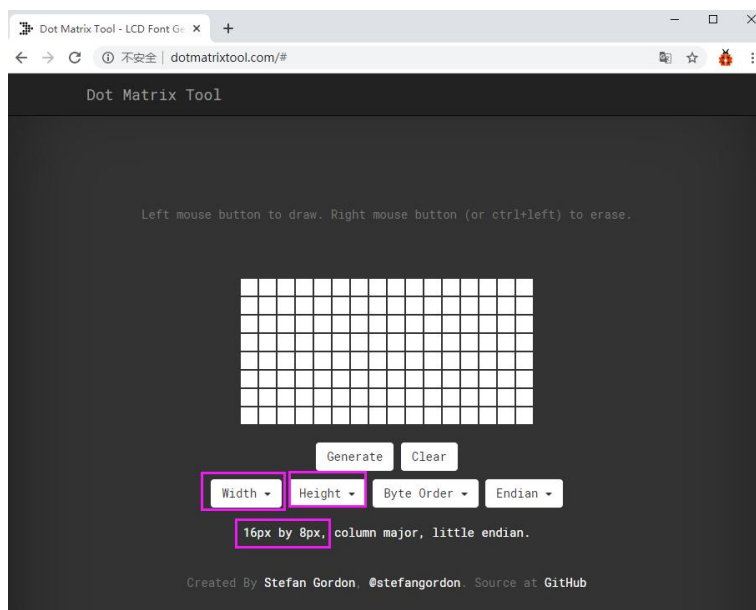 Dot Matrix Tool - LCD Font Ge
不安全 | dotmatrixtool.com/#
Dot Matrix Tool
Left mouse button to draw. Right mouse button (or ctrl+left) to erase.
Generate Clear
Width Height Byte Order Endian
16px by 8px, column major, little endian.
Created By Stefan Gordon, @stefangordon. Source at GitHub